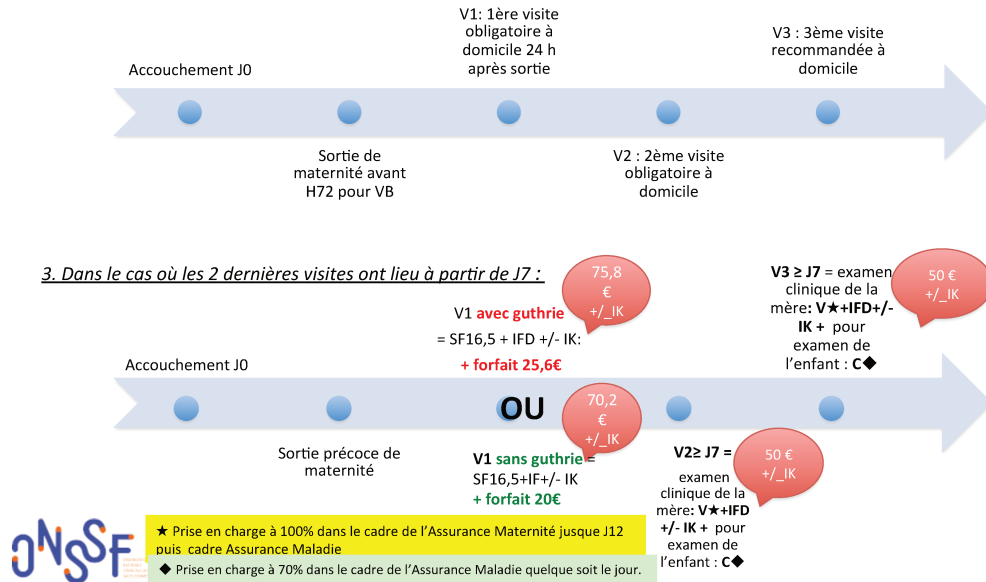 V1: 1ère visite
obligatoire à
domicile 24 h
après sortie
V3 : 3ème visite
recommandée à
domicile
Accouchement J0
Sortie de
maternité avant
H72 pour VB
V2 : 2ème visite
obligatoire à
domicile
3. Dans le cas où les 2 dernières visites ont lieu à partir de J7 :
75,8
€
+/_IK
V1 avec guthrie
= SF16,5 + IFD +/- IK:
+ forfait 25,6€
V3 ≥ J7 = examen
clinique de la
mère: V★+IFD+/-
IK + pour
examen de
l'enfant : C◆
50 €
+/_IK
Accouchement J0
OU
70,2
€
+/_IK
Sortie précoce de
maternité
V1 sans guthrie =
SF16,5+IF+/- IK
+ forfait 20€
V2≥ J7 =
examen
clinique de la
mère: V★+IFD
+/- IK + pour
examen de
l'enfant : C◆
50 €
+/_IK
ONSSF
★ Prise en charge à 100% dans le cadre de l'Assurance Maternité jusque J12
puis cadre Assurance Maladie
◆ Prise en charge à 70% dans le cadre de l'Assurance Maladie quelque soit le jour.